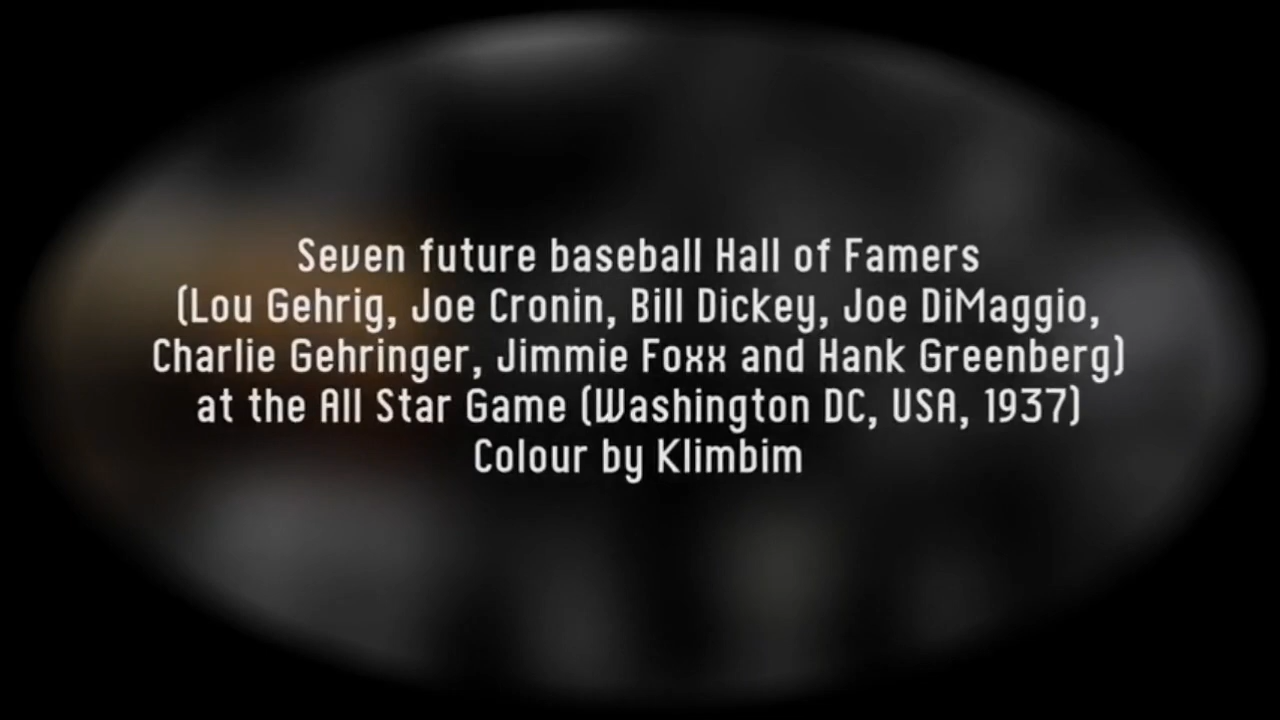 Seven future baseball Hall of Famers
(Lou Gehrig, Joe Cronin, Bill Dickey, Joe DiMaggio,
Charlie Gehringer, Jimmie Foxx and Hank Greenberg)
at the All Star Game (Washington DC, USA, 1937)
Colour by Klimbim